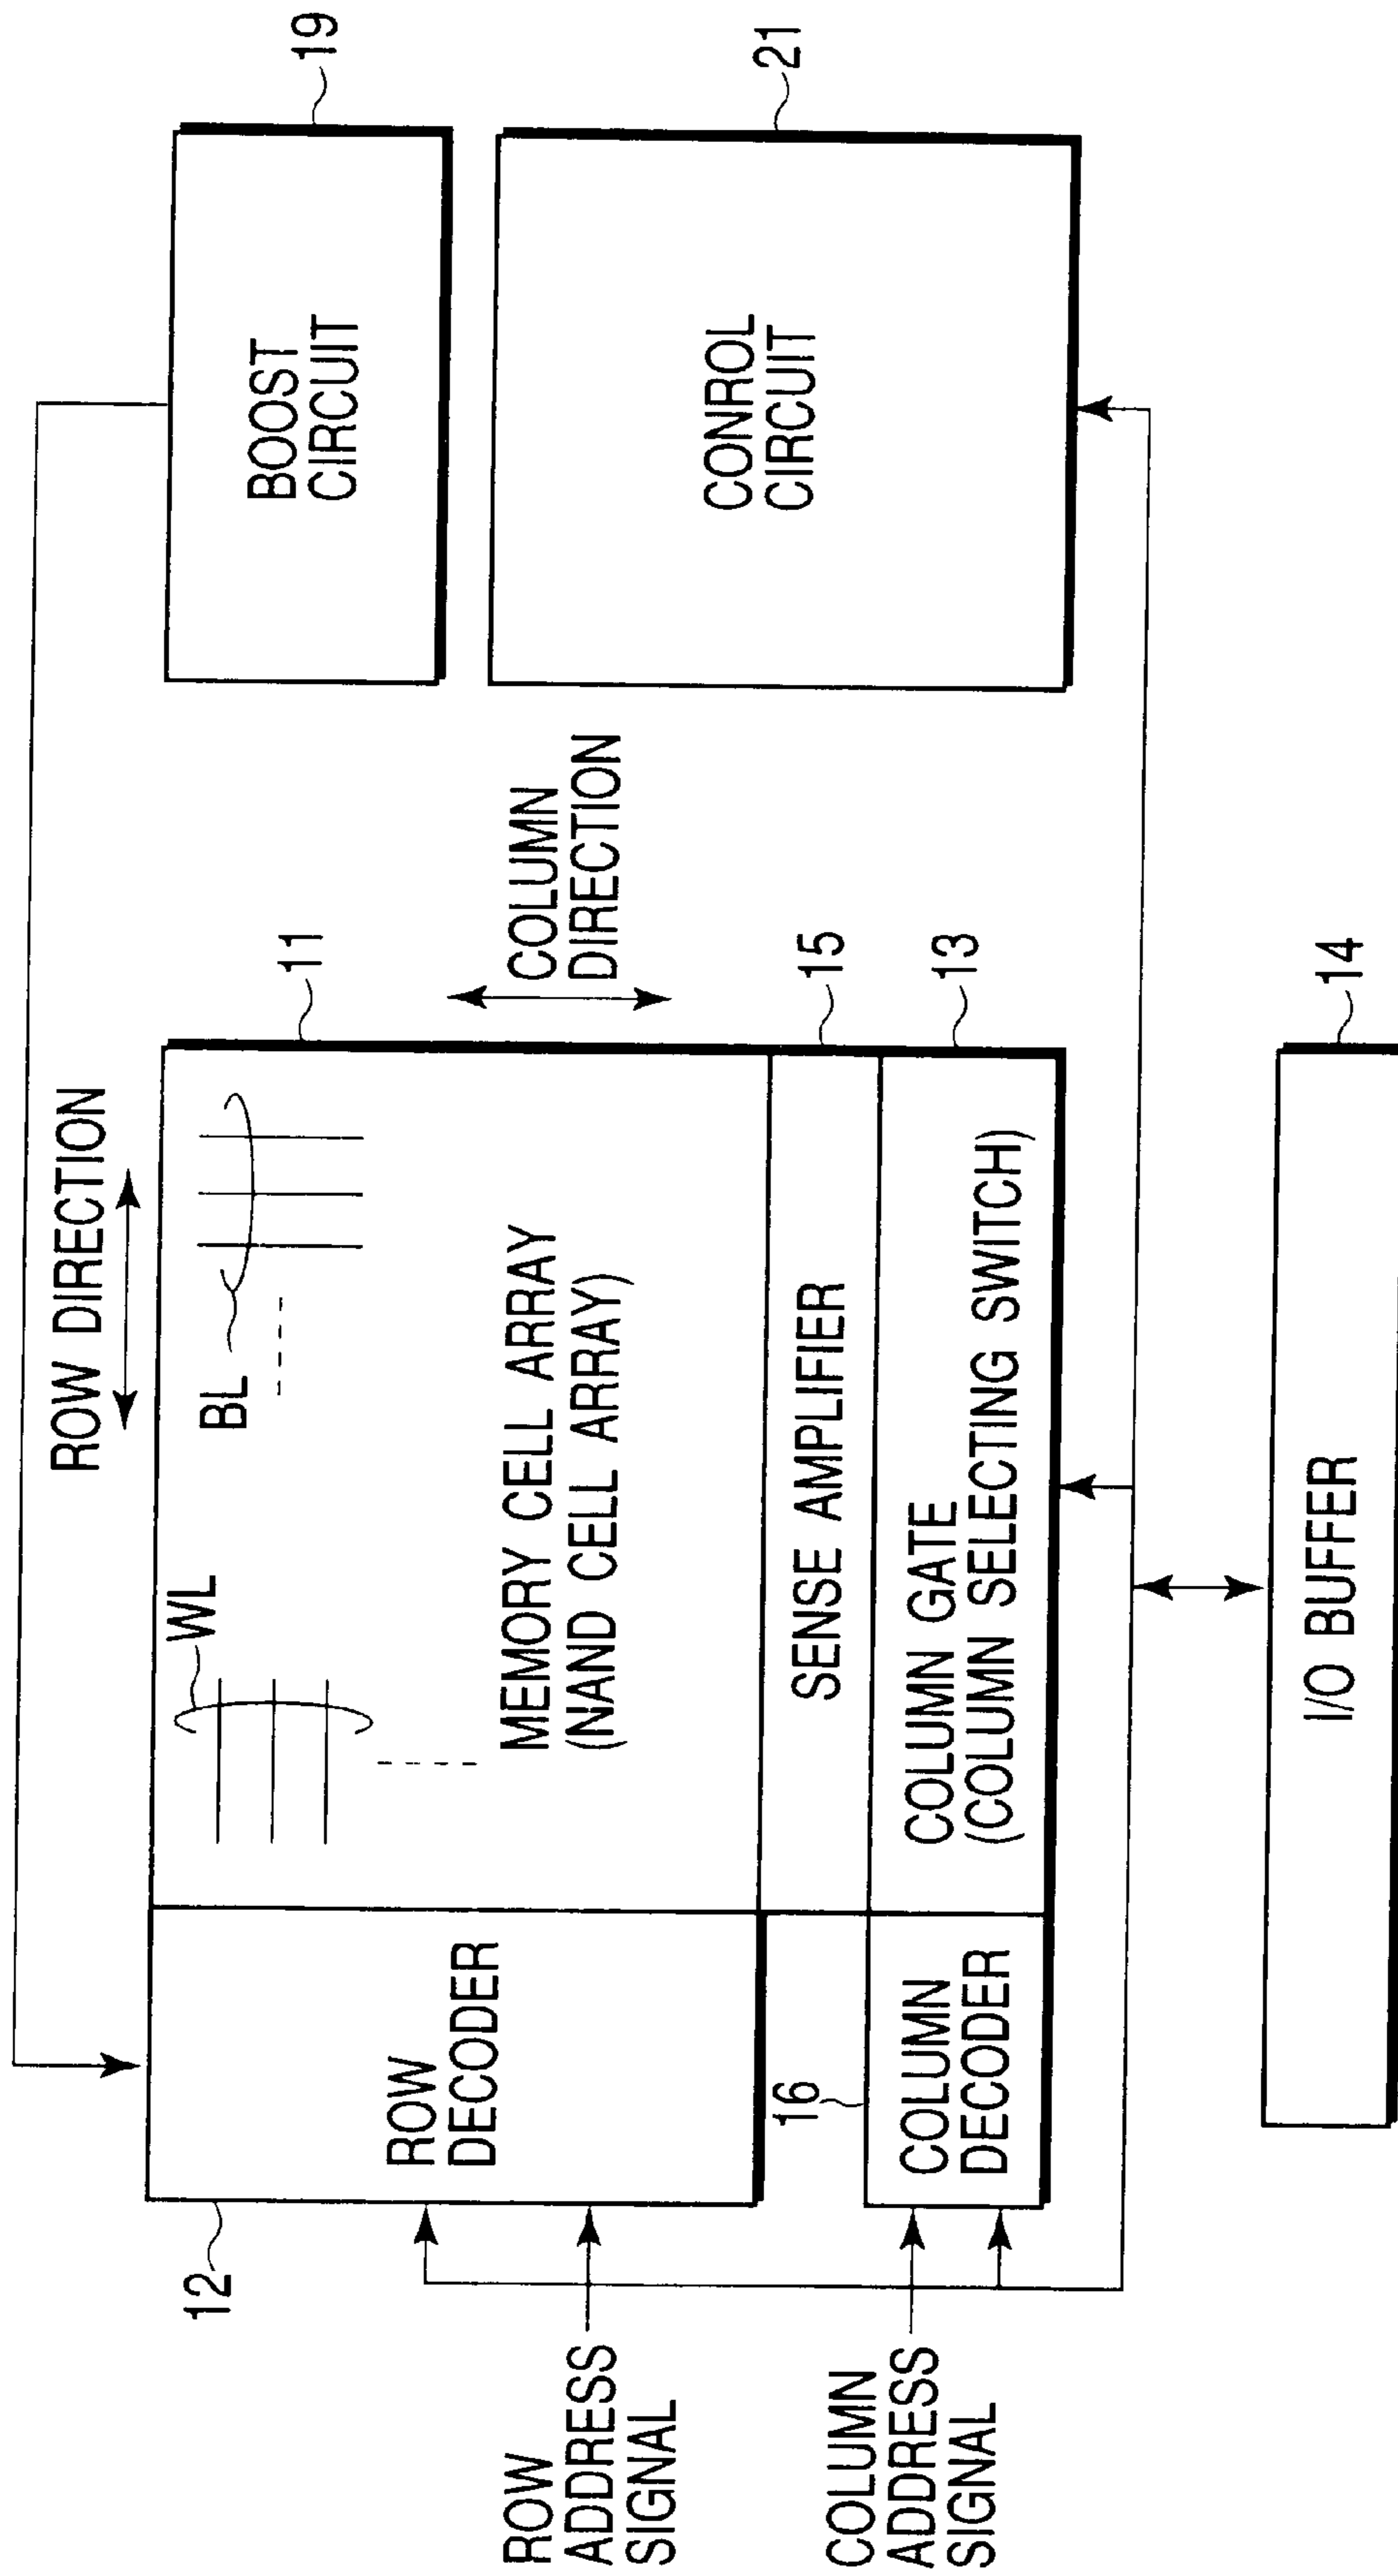 ROW DIRECTION
WL
BL
11
12
ROW
DECODER
MEMORY CELL ARRAY
(NAND CELL ARRAY)
COLUMN
DIRECTION
ROW
ADDRESS
SIGNAL
16
SENSE AMPLIFIER
15
COLUMN
ADDRESS
SIGNAL
COLUMN
DECODER
COLUMN GATE
(COLUMN SELECTING SWITCH)
13
I/O BUFFER
14
BOOST
CIRCUIT
19
CONROL
CIRCUIT
21